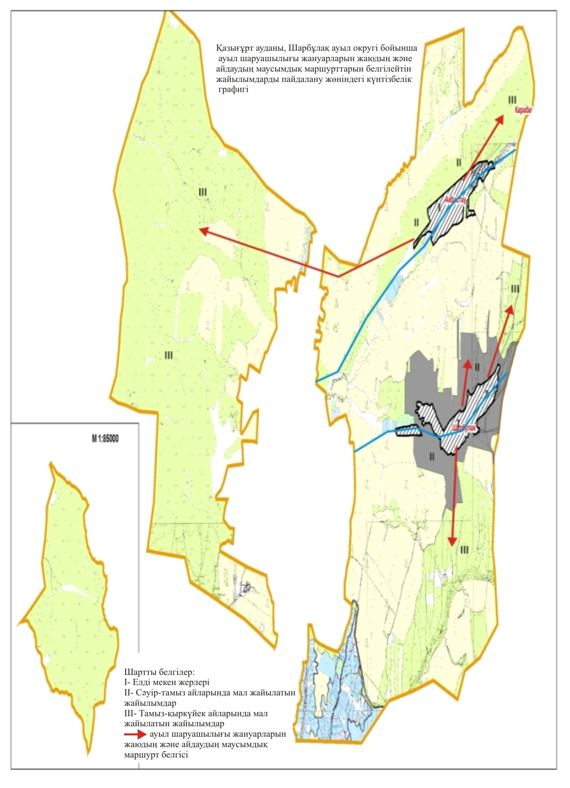 Қазығұрт ауданы, Шарбұлақ ауыл округі бойынша
ауыл шаруашылығы жануарларын жаюдың және
айдаудың маусымдық маршурттарын белгілейтін
жайылымдарды пайдалану жөніндегі күнтізбелік
графигі
III
II
III
II
III
III
II
II
III
M 1:85000
Шартты белгілер:
I- Елді мекен жерлері
II- Сәуір-тамыз айларында мал жайылатын
жайылымдар
III- Тамыз-қыркүйек айларында мал
жайылатын жайылымдар
ауыл шаруашылығы жануарларын
жаюдың және айдаудың маусымдық
маршурт белгісі